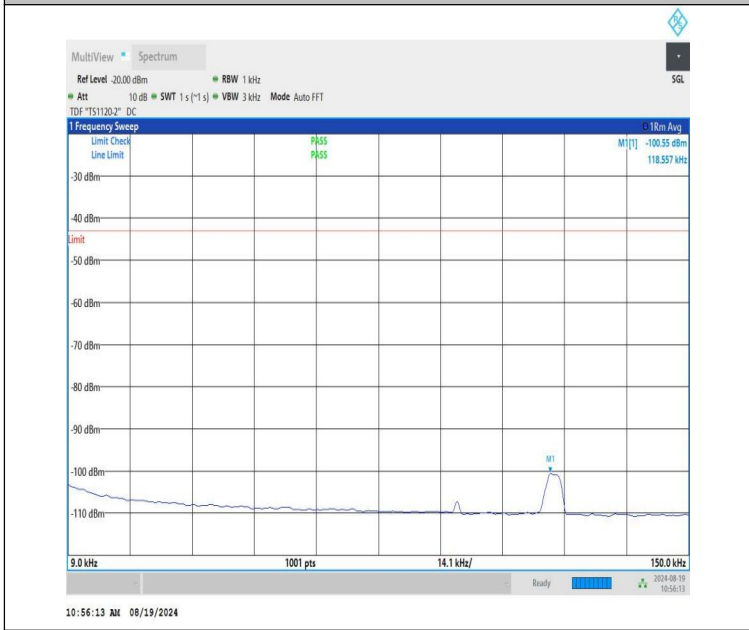 MultiView Spectrum
Ref Level -20.00 dBm RBW 1 kHz SGL
Att 10 dB SWT 1 s (~1 s) VBW 3 kHz Mode Auto FFT
TDF "TS1120-2" DC
1 Frequency Sweep 1Rm Avg
Limit Check PASS M1[1] -100.55 dBm
Line Limit PASS 118.557 kHz
-30 dBm
-40 dBm
Limit
-50 dBm
-60 dBm
-70 dBm
-80 dBm
-90 dBm
M1
-100 dBm
-110 dBm
9.0 kHz 1001 pts 14.1 kHz/ 150.0 kHz
Ready 2024-08-19
10:56:13
10:56:13 AM 08/19/2024